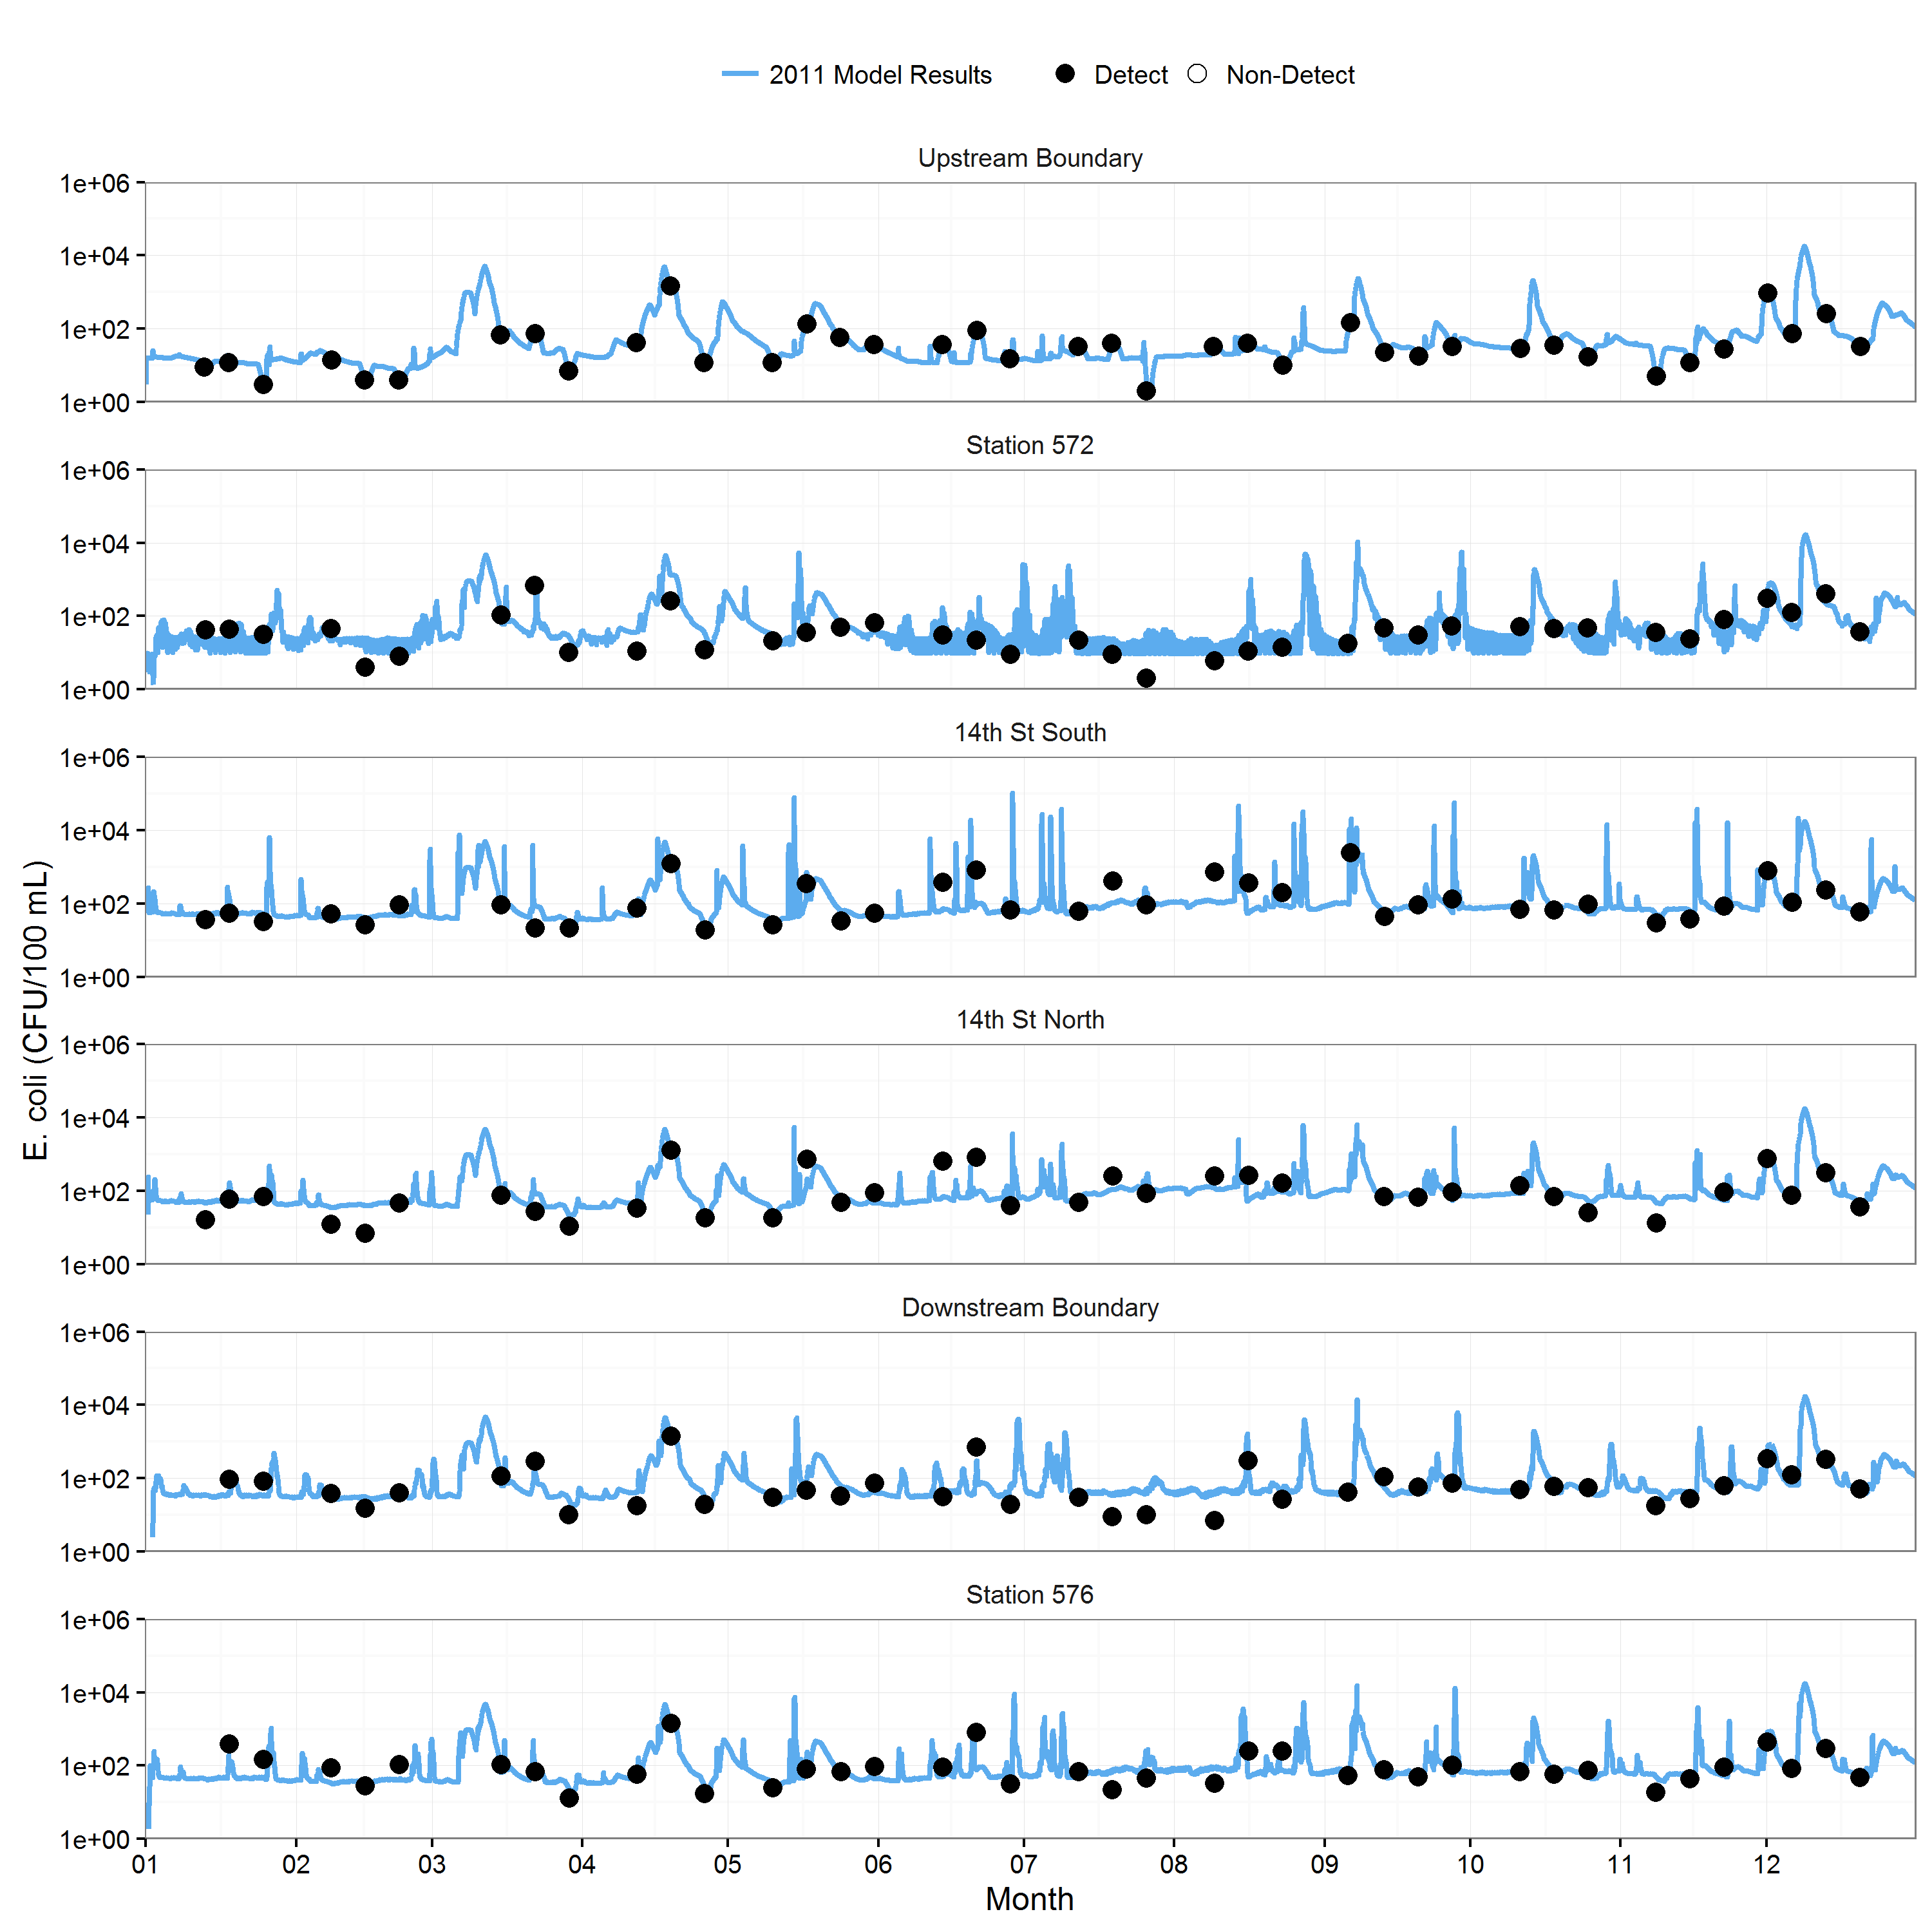 2011 Model Results Detect Non-Detect
Upstream Boundary
1e+06
1e+04
1e+02
1e+00
Station 572
1e+06
1e+04
1e+02
1e+00
14th St South
1e+06
1e+04
1e+02
1e+00
14th St North
1e+06
1e+04
1e+02
1e+00
Downstream Boundary
1e+06
1e+04
1e+02
1e+00
Station 576
1e+06
1e+04
1e+02
1e+00
E. coli (CFU/100 mL)
01 02 03 04 05 06 07 08 09 10 11 12
Month